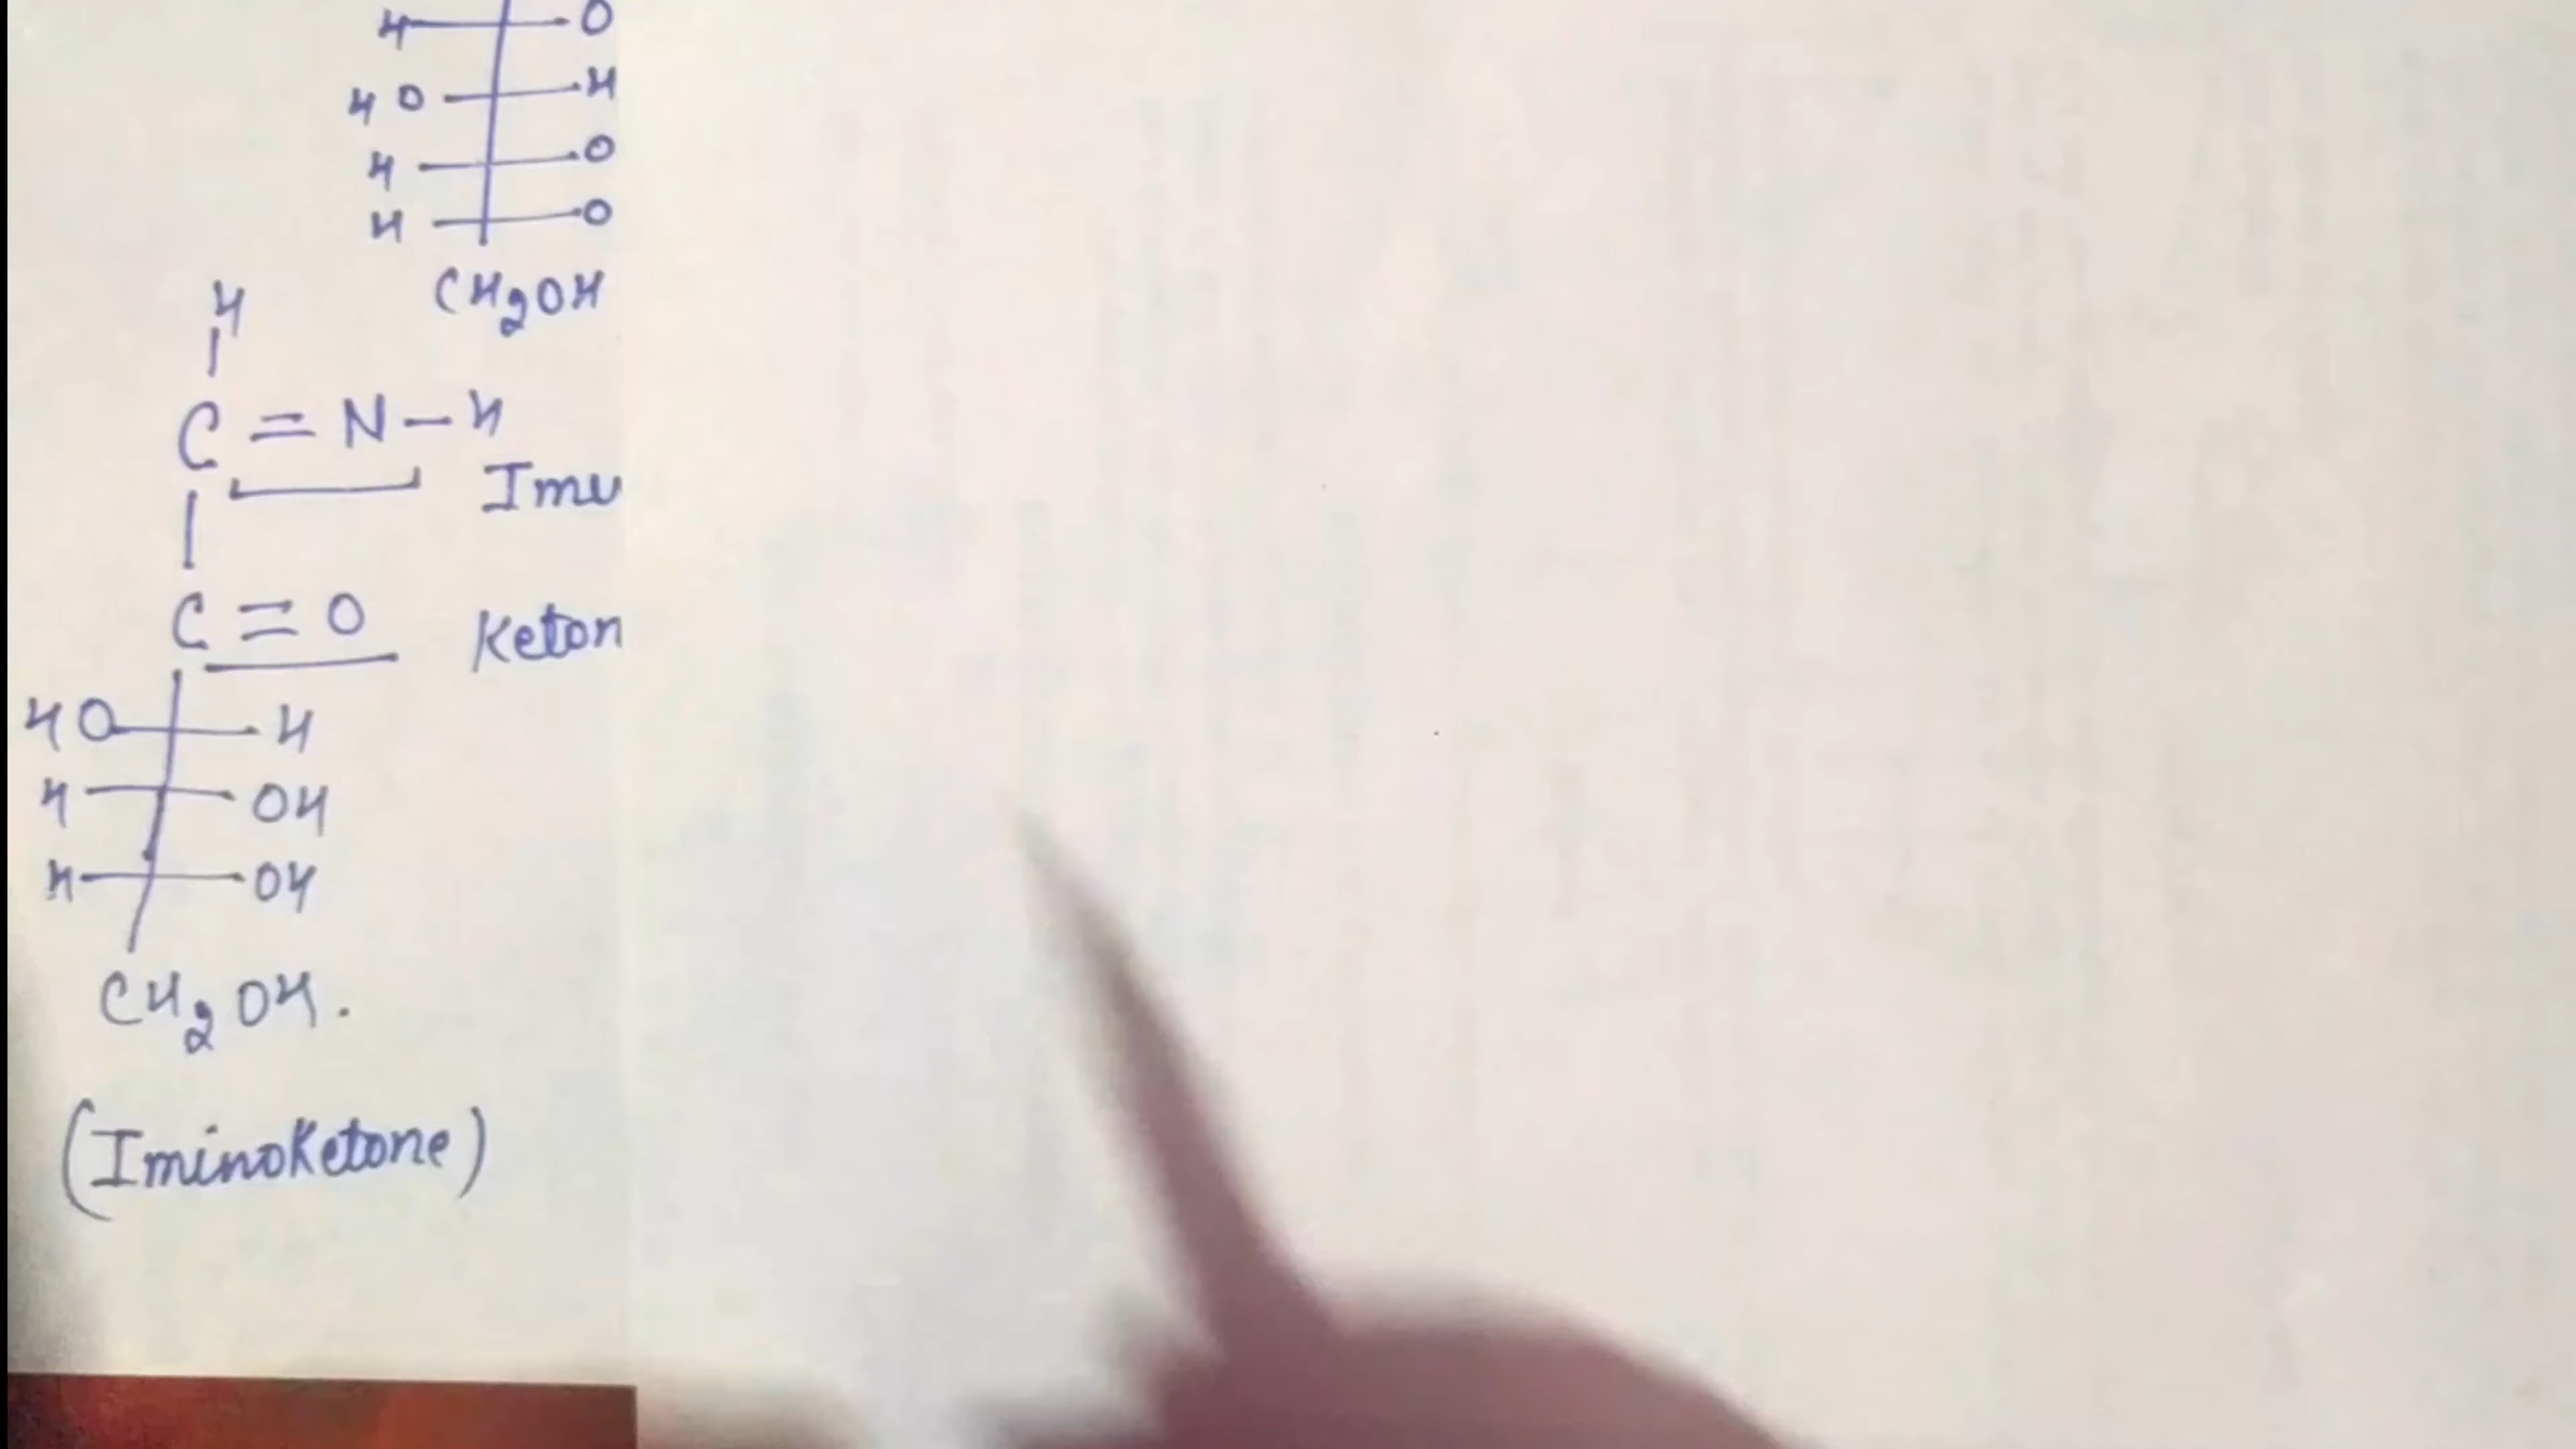 H O
HO H
H O
H O
CH2OH
H
C = N - H
Imi
C = O Keton
HO H
H OH
H OH
CH2OH.
(Iminoketone)